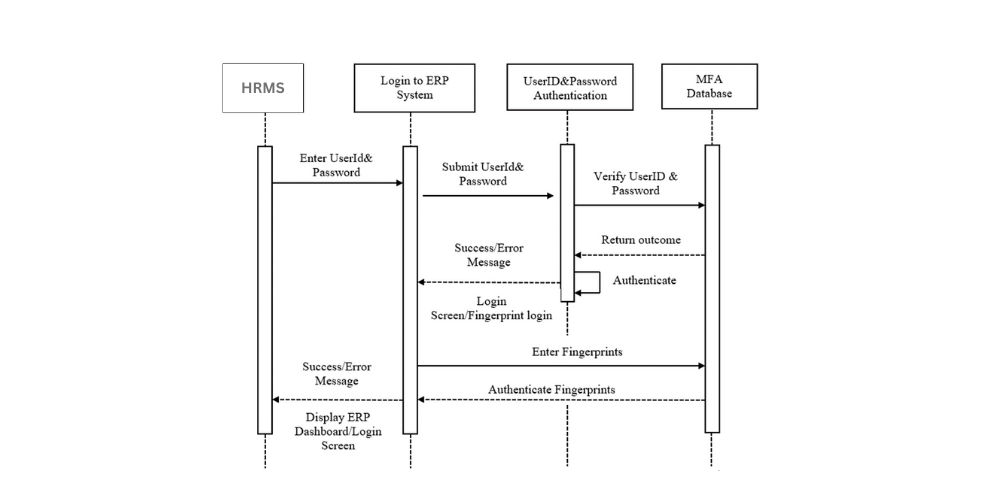 HRMS
Login to ERP
System
UserID&Password
Authentication
MFA
Database
Enter UserId&
Password
Submit UserId&
Password
Verify UserID &
Password
Return outcome
Success/Error
Message
Authenticate
Login
Screen/Fingerprint login
Enter Fingerprints
Success/Error
Message
Authenticate Fingerprints
Display ERP
Dashboard/Login
Screen